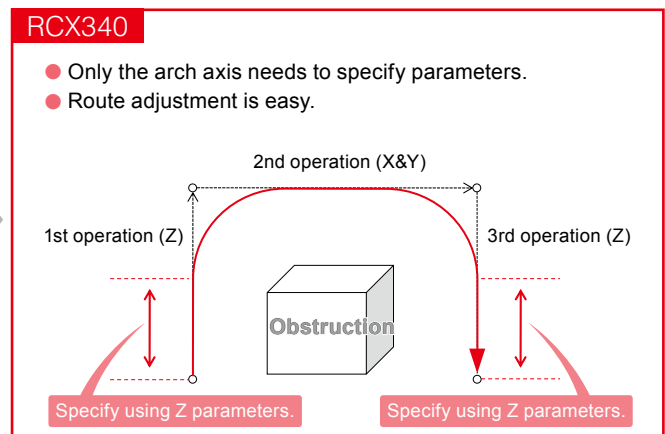 RCX340
Only the arch axis needs to specify parameters.
Route adjustment is easy.
2nd operation (X&Y)
1st operation (Z)
3rd operation (Z)
Obstruction
Specify using Z parameters.
Specify using Z parameters.